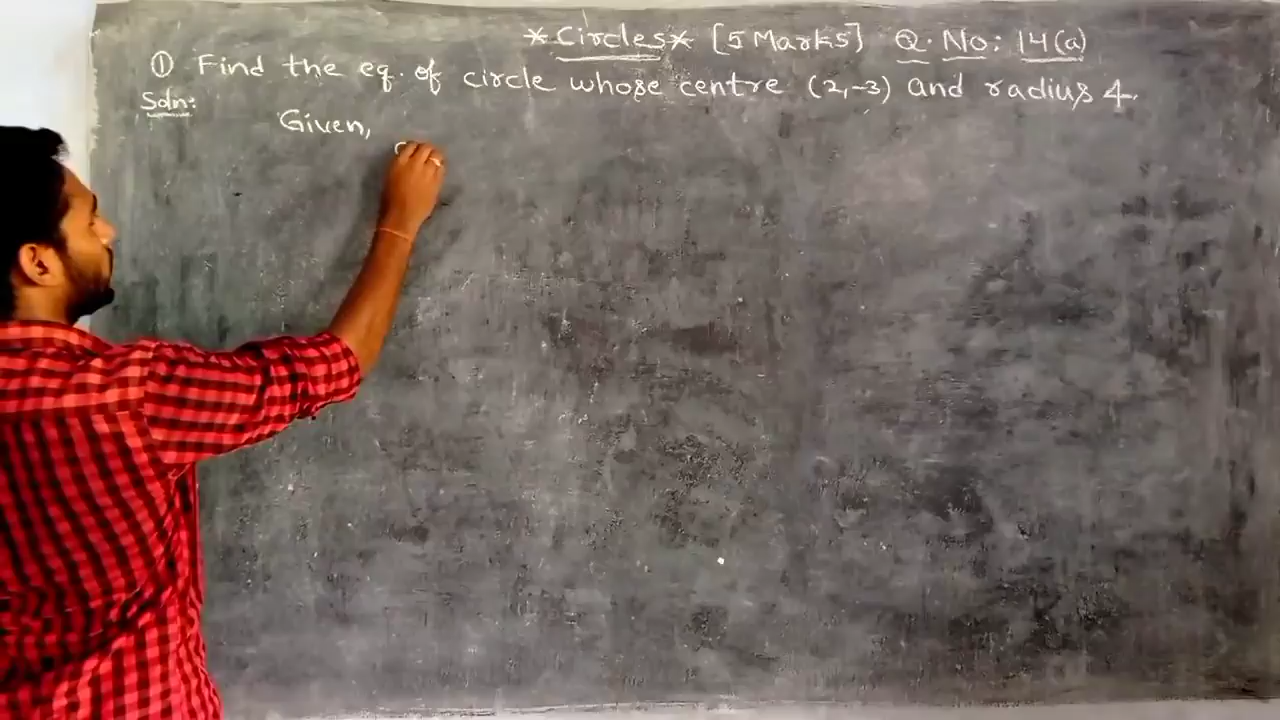 *Circles* [5 Marks] Q. No: 14(a)
① Find the eq. of circle whose centre (2,-3) and radius 4.
Soln:
Given,